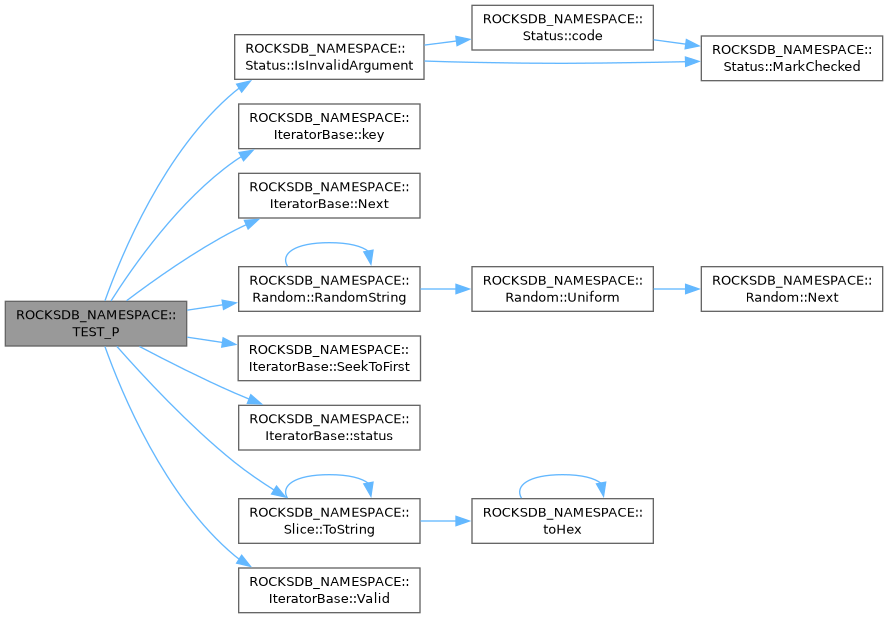 ROCKSDB_NAMESPACE::
TEST_P
ROCKSDB_NAMESPACE::
Status::IsInvalidArgument
ROCKSDB_NAMESPACE::
Status::code
ROCKSDB_NAMESPACE::
Status::MarkChecked
ROCKSDB_NAMESPACE::
IteratorBase::key
ROCKSDB_NAMESPACE::
IteratorBase::Next
ROCKSDB_NAMESPACE::
Random::RandomString
ROCKSDB_NAMESPACE::
Random::Uniform
ROCKSDB_NAMESPACE::
Random::Next
ROCKSDB_NAMESPACE::
IteratorBase::SeekToFirst
ROCKSDB_NAMESPACE::
IteratorBase::status
ROCKSDB_NAMESPACE::
Slice::ToString
ROCKSDB_NAMESPACE::
toHex
ROCKSDB_NAMESPACE::
IteratorBase::Valid